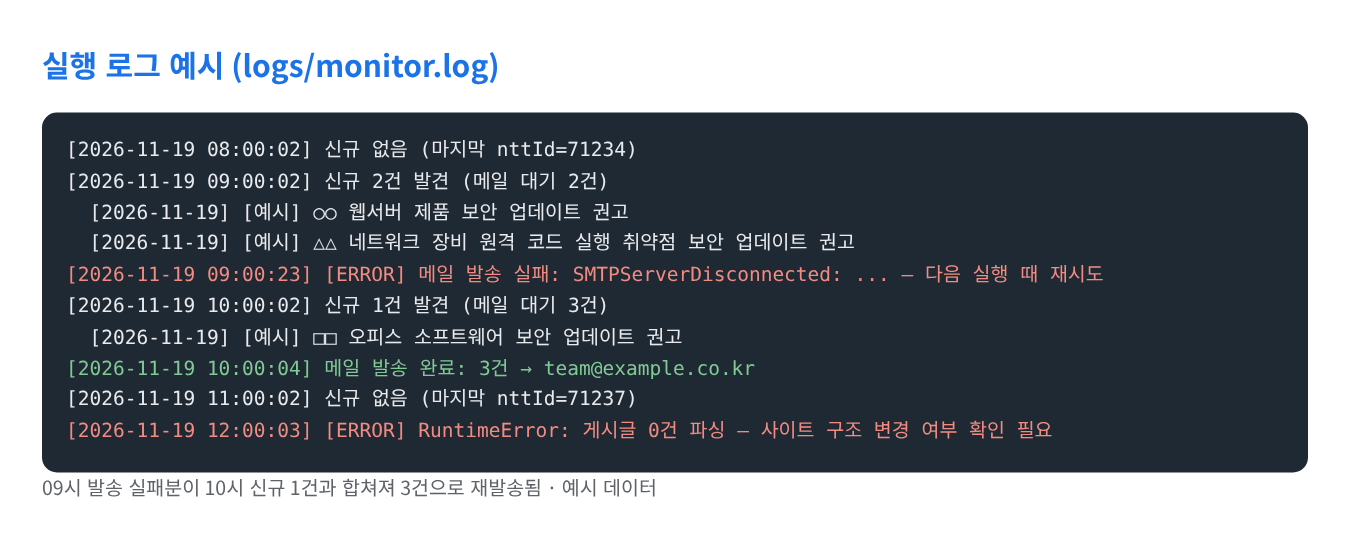 실행 로그 예시 (logs/monitor.log)
[2026-11-19 08:00:02] 신규 없음 (마지막 nttId=71234)
[2026-11-19 09:00:02] 신규 2건 발견 (메일 대기 2건)
[2026-11-19] [예시] ○○ 웹서버 제품 보안 업데이트 권고
[2026-11-19] [예시] △△ 네트워크 장비 원격 코드 실행 취약점 보안 업데이트 권고
[2026-11-19 09:00:23] [ERROR] 메일 발송 실패: SMTPServerDisconnected: ... — 다음 실행 때 재시도
[2026-11-19 10:00:02] 신규 1건 발견 (메일 대기 3건)
[2026-11-19] [예시] □□ 오피스 소프트웨어 보안 업데이트 권고
[2026-11-19 10:00:04] 메일 발송 완료: 3건 → team@example.co.kr
[2026-11-19 11:00:02] 신규 없음 (마지막 nttId=71237)
[2026-11-19 12:00:03] [ERROR] RuntimeError: 게시글 0건 파싱 — 사이트 구조 변경 여부 확인 필요
09시 발송 실패분이 10시 신규 1건과 합쳐져 3건으로 재발송됨 · 예시 데이터